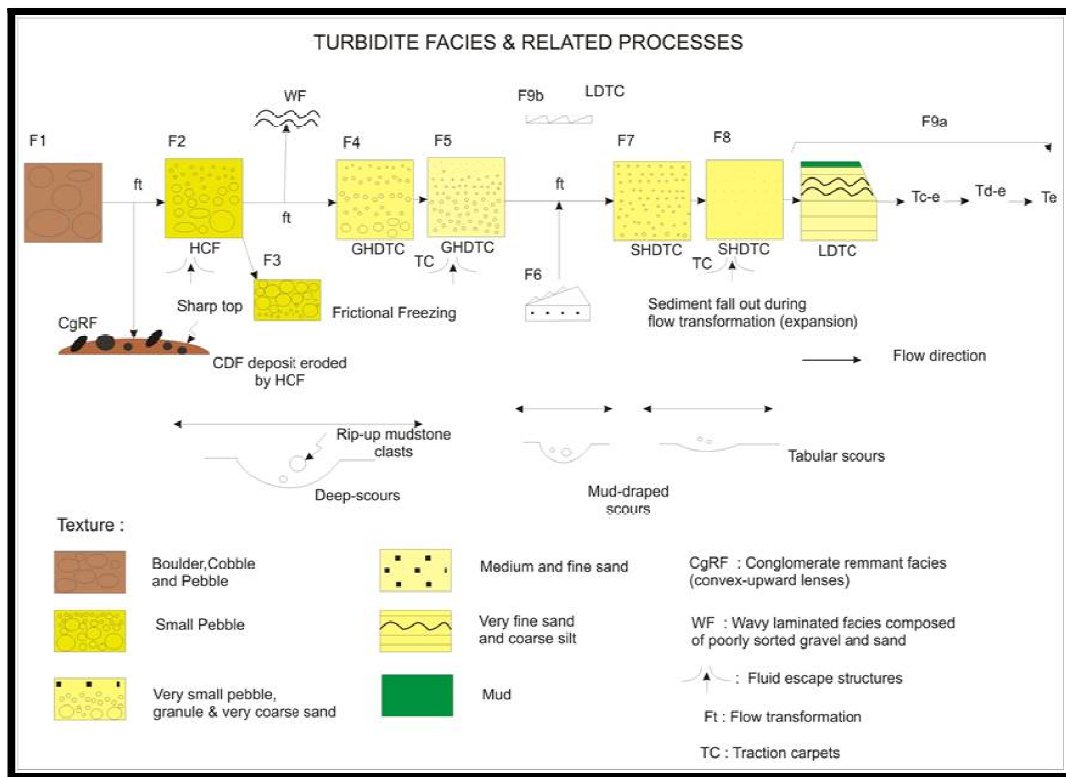 TURBIDITE FACIES & RELATED PROCESSES
WF
F9b
LDTC
F9a
F1
F2
F4
F5
F7
F8
ft
ft
ft
Tc-e
Td-e
Te
HCF
GHDTC
GHDTC
SHDTC
SHDTC
LDTC
TC
TC
F3
F6
Sharp top
Frictional Freezing
Sediment fall out during
flow transformation (expansion)
CgRF
CDF deposit eroded
by HCF
Flow direction
Rip-up mudstone
clasts
Deep-scours
Mud-draped
scours
Tabular scours
Texture :
Boulder,Cobble
and Pebble
Small Pebble
Very small pebble,
granule & very coarse sand
Medium and fine sand
Very fine sand
and coarse silt
Mud
CgRF : Conglomerate remnant facies
(convex-upward lenses)
WF : Wavy laminated facies composed
of poorly sorted gravel and sand
: Fluid escape structures
Ft : Flow transformation
TC : Traction carpets